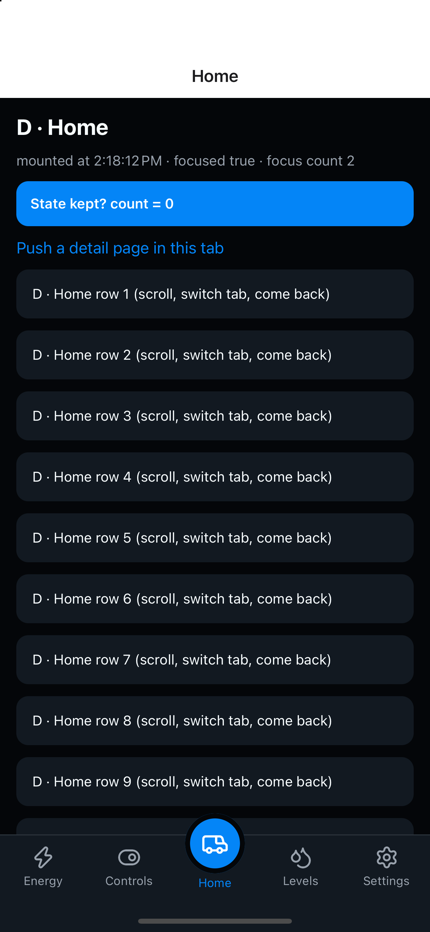 Home
D · Home
mounted at 2:18:12 PM · focused true · focus count 2
State kept? count = 0
Push a detail page in this tab
D · Home row 1 (scroll, switch tab, come back)
D · Home row 2 (scroll, switch tab, come back)
D · Home row 3 (scroll, switch tab, come back)
D · Home row 4 (scroll, switch tab, come back)
D · Home row 5 (scroll, switch tab, come back)
D · Home row 6 (scroll, switch tab, come back)
D · Home row 7 (scroll, switch tab, come back)
D · Home row 8 (scroll, switch tab, come back)
D · Home row 9 (scroll, switch tab, come back)
Energy
Controls
Home
Levels
Settings